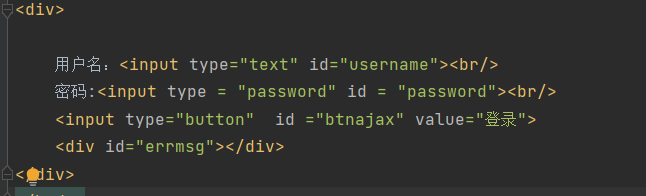 <div>
用户名：<input type="text" id="username"><br/>
密码:<input type = "password" id = "password"><br/>
<input type="button"  id ="btnajax" value="登录">
<div id="errmsg"></div>
</div>